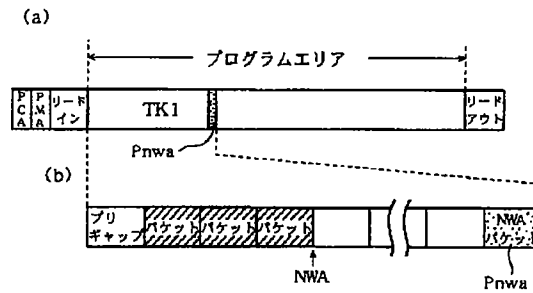 (a)
プログラムエリア
PCA
PMA
リード
イン
TK1
リード
アウト
Pnwa
(b)
プリ
ギャップ
パケット
パケット
パケット
NWA
パケット
NWA
Pnwa